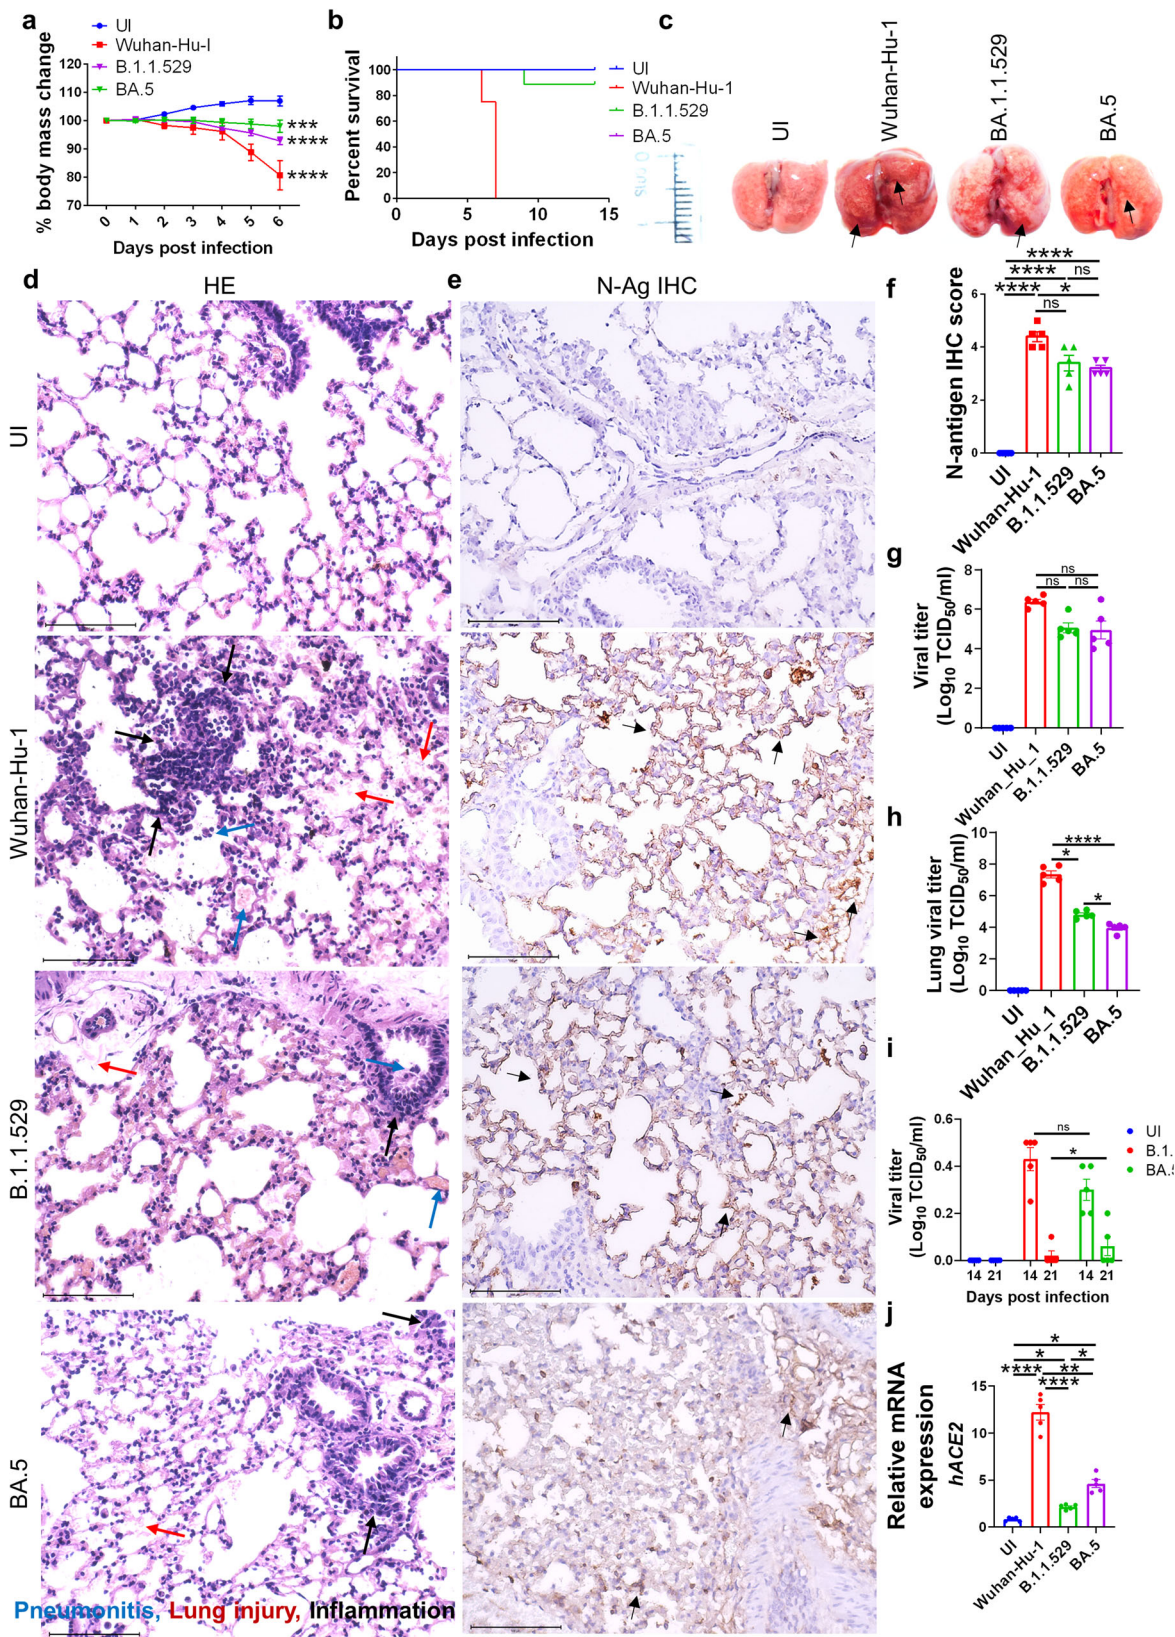 a
UI
Wuhan-Hu-I
B.1.1.529
BA.5
% body mass change
120
110
100
90
80
70
***
****
****
0 1 2 3 4 5 6
Days post infection
b
Percent survival
100
80
60
40
20
0
0 5 10 15
Days post infection
UI
Wuhan-Hu-1
B.1.1.529
BA.5
c
UI
Wuhan-Hu-1
BA.1.1.529
BA.5
d
HE
e
N-Ag IHC
UI
Wuhan-Hu-1
B.1.1.529
BA.5
Pneumonitis, Lung injury, Inflammation
f
N-antigen IHC score
****
**** ns
**** *
ns
6
4
2
0
UI
Wuhan-Hu-1
B.1.1.529
BA.5
g
Viral titer
(Log10 TCID50/ml)
ns
ns ns
8
6
4
2
0
UI
Wuhan_Hu_1
B.1.1.529
BA.5
h
Lung viral titer
(Log10 TCID50/ml)
****
*
*
10
8
6
4
2
0
UI
Wuhan_Hu_1
B.1.1.529
BA.5
i
Viral titer
(Log10 TCID50/ml)
ns
*
0.6
0.4
0.2
0.0
14 21 14 21 14 21
Days post infection
UI
B.1.
BA.5
j
Relative mRNA
expression
hACE2
*
* *
**** **
****
15
10
5
0
UI
Wuhan-Hu-1
B.1.1.529
BA.5